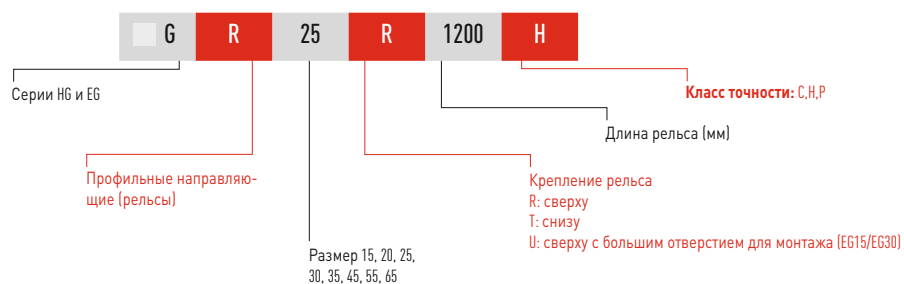 G R 25 R 1200 H
Серии HG и EG
Класс точности: C,H,P
Длина рельса (мм)
Профильные направляю-
щие (рельсы)
Крепление рельса
R: сверху
T: снизу
U: сверху с большим отверстием для монтажа (EG15/EG30)
Размер 15, 20, 25,
30, 35, 45, 55, 65